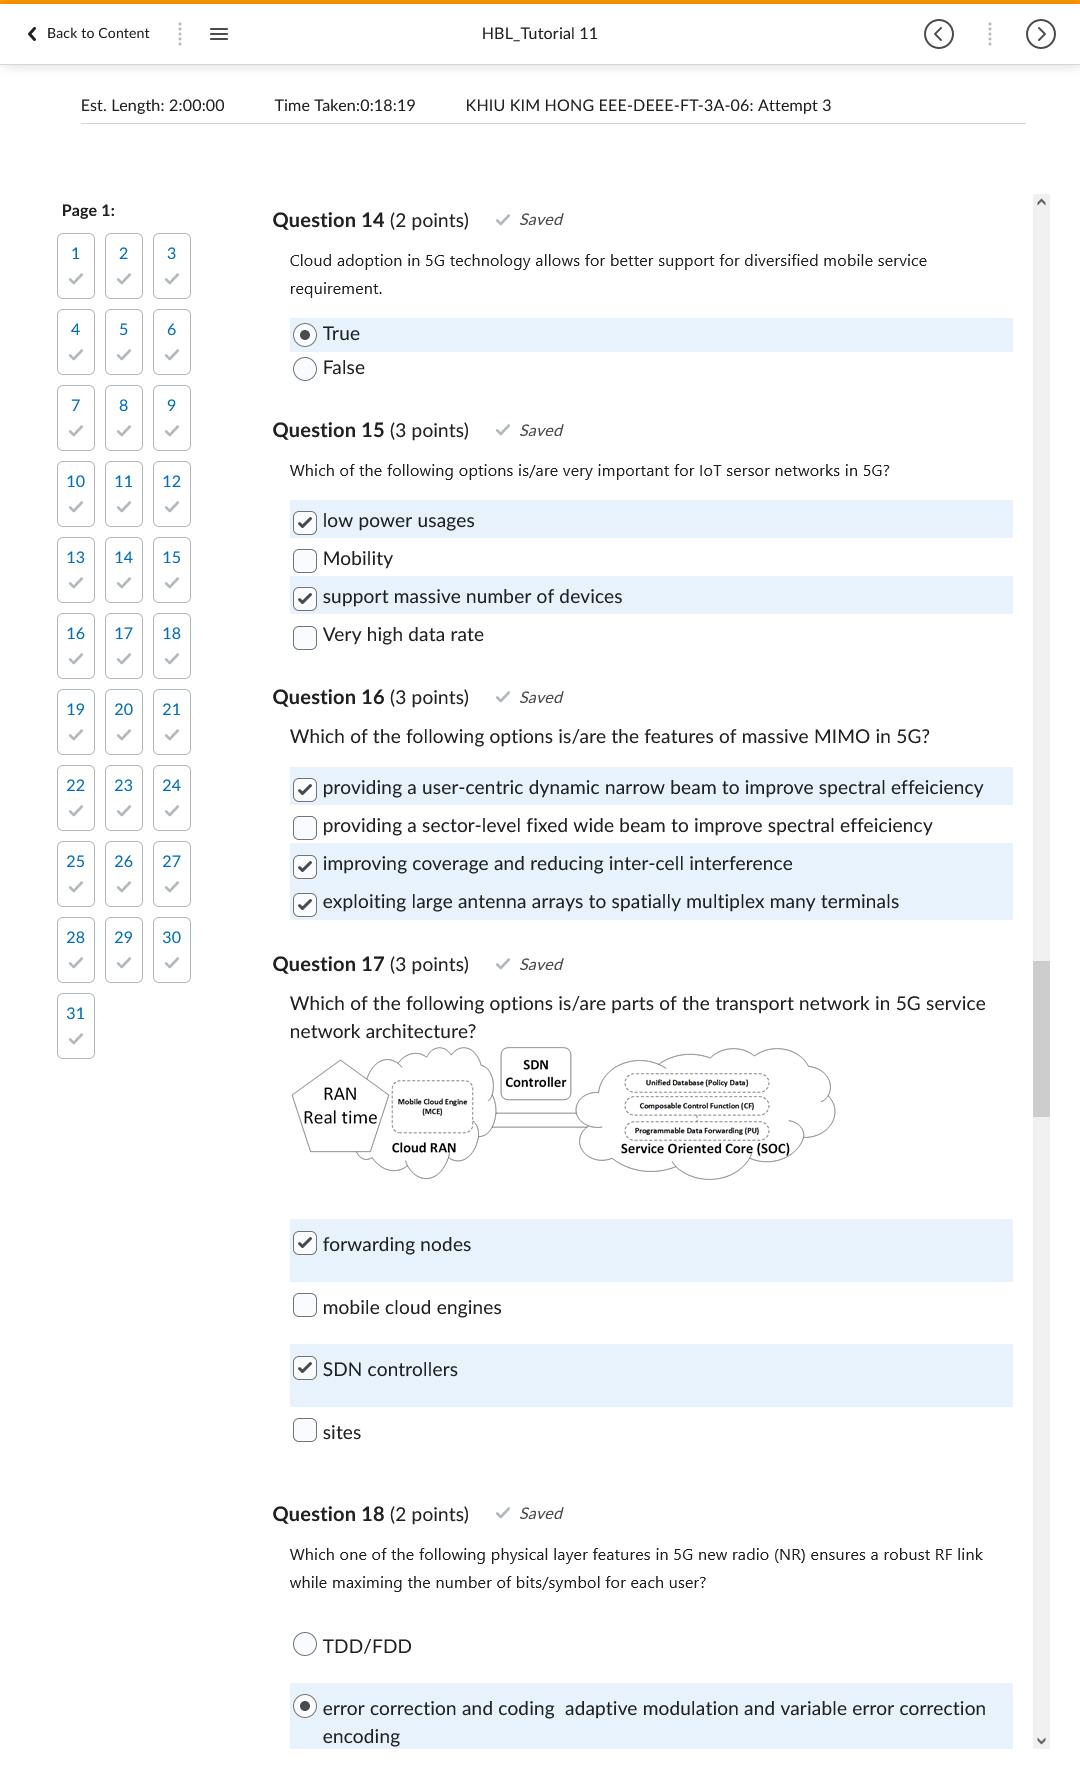 Back to Content
HBL_Tutorial 11
Est. Length: 2:00:00 Time Taken:0:18:19 KHIU KIM HONG EEE-DEEE-FT-3A-06: Attempt 3
Page 1:
1 2 3
4 5 6
7 8 9
10 11 12
13 14 15
16 17 18
19 20 21
22 23 24
25 26 27
28 29 30
31
Question 14 (2 points) Saved
Cloud adoption in 5G technology allows for better support for diversified mobile service
requirement.
True
False
Question 15 (3 points) Saved
Which of the following options is/are very important for IoT sersor networks in 5G?
low power usages
Mobility
support massive number of devices
Very high data rate
Question 16 (3 points) Saved
Which of the following options is/are the features of massive MIMO in 5G?
providing a user-centric dynamic narrow beam to improve spectral effeiciency
providing a sector-level fixed wide beam to improve spectral effeiciency
improving coverage and reducing inter-cell interference
exploiting large antenna arrays to spatially multiplex many terminals
Question 17 (3 points) Saved
Which of the following options is/are parts of the transport network in 5G service
network architecture?
RAN
Real time
Mobile Cloud Engine
(MCE)
Cloud RAN
SDN
Controller
Unified Database (Policy Data)
Composable Control Function (CF)
Programmable Data Forwarding (PU)
Service Oriented Core (SOC)
forwarding nodes
mobile cloud engines
SDN controllers
sites
Question 18 (2 points) Saved
Which one of the following physical layer features in 5G new radio (NR) ensures a robust RF link
while maximing the number of bits/symbol for each user?
TDD/FDD
error correction and coding adaptive modulation and variable error correction
encoding